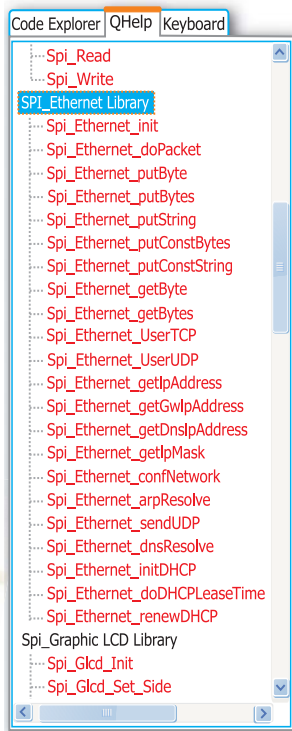 Code Explorer QHelp Keyboard
Spi_Read
Spi_Write
SPI_Ethernet Library
Spi_Ethernet_init
Spi_Ethernet_doPacket
Spi_Ethernet_putByte
Spi_Ethernet_putBytes
Spi_Ethernet_putString
Spi_Ethernet_putConstBytes
Spi_Ethernet_putConstString
Spi_Ethernet_getByte
Spi_Ethernet_getBytes
Spi_Ethernet_UserTCP
Spi_Ethernet_UserUDP
Spi_Ethernet_getIpAddress
Spi_Ethernet_getGwIpAddress
Spi_Ethernet_getDnsIpAddress
Spi_Ethernet_getIpMask
Spi_Ethernet_confNetwork
Spi_Ethernet_arpResolve
Spi_Ethernet_sendUDP
Spi_Ethernet_dnsResolve
Spi_Ethernet_initDHCP
Spi_Ethernet_doDHCPLeaseTime
Spi_Ethernet_renewDHCP
Spi_Graphic LCD Library
Spi_Glcd_Init
Spi_Glcd_Set_Side